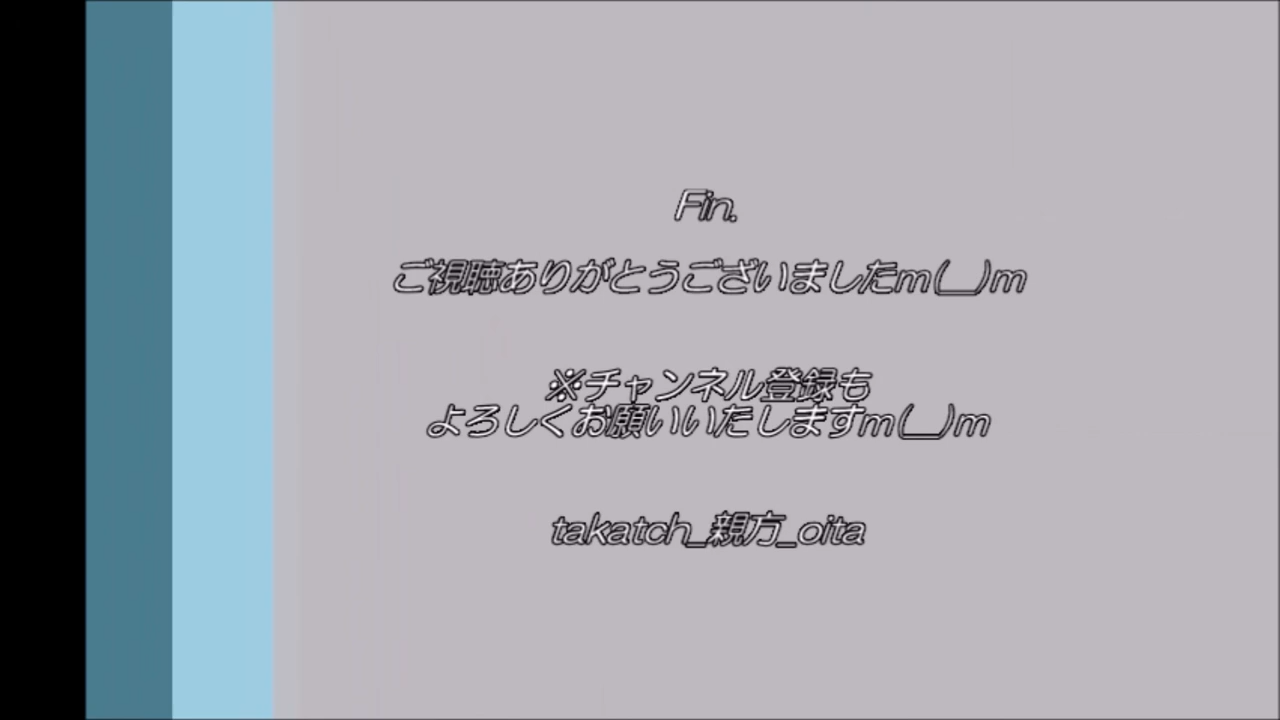 Fin.
ご視聴ありがとうございましたm(__)m
※チャンネル登録も
よろしくお願いいたしますm(__)m
takatch_親方_oita